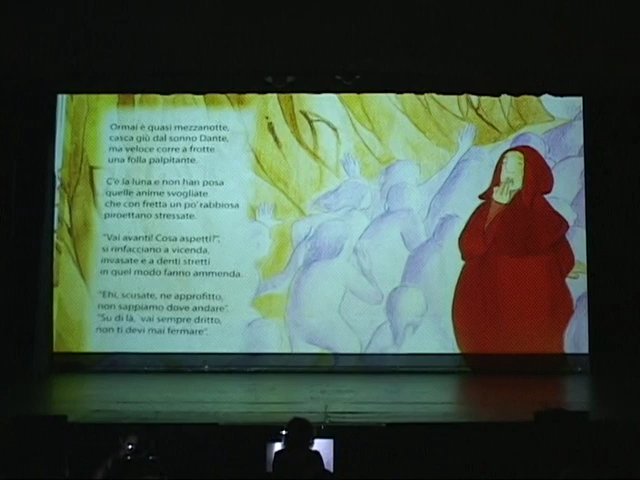 Ormai è quasi mezzanotte,
casca giù dal sonno Dante,
ma veloce corre a frotte
una folla palpitante.
C'è la luna e non han posa
quelle anime svogliate
che con fretta un po' rabbiosa
piroettano stressate.
"Vai avanti! Cosa aspetti?",
si rinfacciano a vicenda,
invasate e a denti stretti
in quel modo fanno ammenda.
"Ehi, scusate, ne approfitto,
non sappiamo dove andare".
"Su di là, vai sempre dritto,
non ti devi mai fermare".